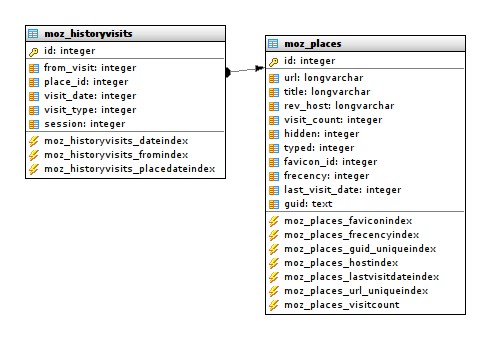 moz_historyvisits
id: integer
from_visit: integer
place_id: integer
visit_date: integer
visit_type: integer
session: integer
moz_historyvisits_dateindex
moz_historyvisits_fromindex
moz_historyvisits_placedateindex
moz_places
id: integer
url: longvarchar
title: longvarchar
rev_host: longvarchar
visit_count: integer
hidden: integer
typed: integer
favicon_id: integer
frecency: integer
last_visit_date: integer
guid: text
moz_places_faviconindex
moz_places_frecencyindex
moz_places_guid_uniqueindex
moz_places_hostindex
moz_places_lastvisitdateindex
moz_places_url_uniqueindex
moz_places_visitcount